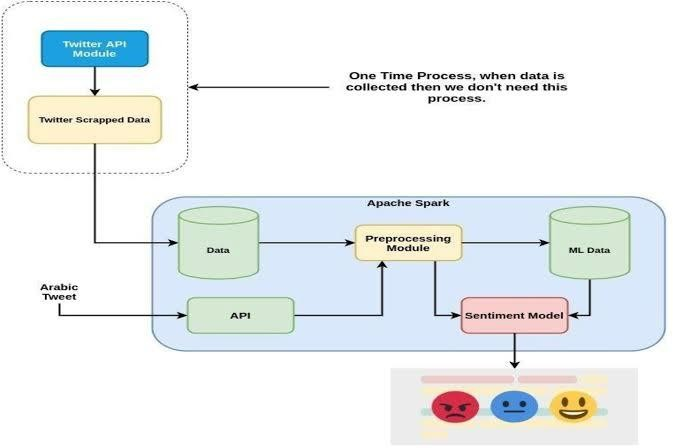 Twitter API
Module
Twitter Scrapped Data
One Time Process, when data is
collected then we don't need this
process.
Apache Spark
Data
Preprocessing
Module
ML Data
Arabic
Tweet
API
Sentiment Model